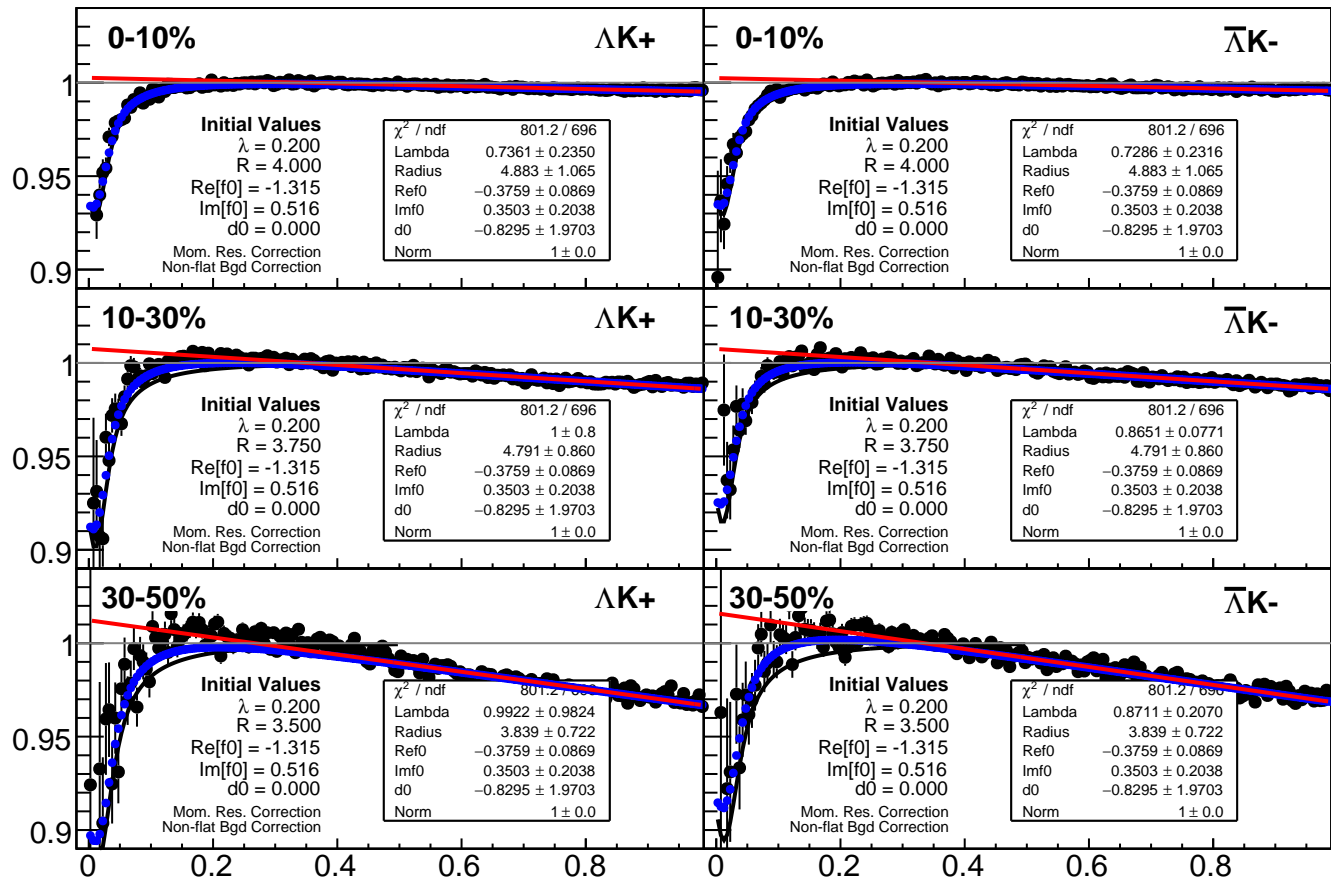 0-10%
ΛK+
1
0.95
0.9
Initial Values
λ = 0.200
R = 4.000
Re[f0] = -1.315
Im[f0] = 0.516
d0 = 0.000
Mom. Res. Correction
Non-flat Bgd Correction
χ² / ndf 801.2 / 696
Lambda 0.7361 ± 0.2350
Radius 4.883 ± 1.065
Ref0 −0.3759 ± 0.0869
Imf0 0.3503 ± 0.2038
d0 −0.8295 ± 1.9703
Norm 1 ± 0.0
0-10%
Λ̅K-
Initial Values
λ = 0.200
R = 4.000
Re[f0] = -1.315
Im[f0] = 0.516
d0 = 0.000
Mom. Res. Correction
Non-flat Bgd Correction
χ² / ndf 801.2 / 696
Lambda 0.7286 ± 0.2316
Radius 4.883 ± 1.065
Ref0 −0.3759 ± 0.0869
Imf0 0.3503 ± 0.2038
d0 −0.8295 ± 1.9703
Norm 1 ± 0.0
10-30%
ΛK+
1
0.95
0.9
Initial Values
λ = 0.200
R = 3.750
Re[f0] = -1.315
Im[f0] = 0.516
d0 = 0.000
Mom. Res. Correction
Non-flat Bgd Correction
χ² / ndf 801.2 / 696
Lambda 1 ± 0.8
Radius 4.791 ± 0.860
Ref0 −0.3759 ± 0.0869
Imf0 0.3503 ± 0.2038
d0 −0.8295 ± 1.9703
Norm 1 ± 0.0
10-30%
Λ̅K-
Initial Values
λ = 0.200
R = 3.750
Re[f0] = -1.315
Im[f0] = 0.516
d0 = 0.000
Mom. Res. Correction
Non-flat Bgd Correction
χ² / ndf 801.2 / 696
Lambda 0.8651 ± 0.0771
Radius 4.791 ± 0.860
Ref0 −0.3759 ± 0.0869
Imf0 0.3503 ± 0.2038
d0 −0.8295 ± 1.9703
Norm 1 ± 0.0
30-50%
ΛK+
1
0.95
0.9
Initial Values
λ = 0.200
R = 3.500
Re[f0] = -1.315
Im[f0] = 0.516
d0 = 0.000
Mom. Res. Correction
Non-flat Bgd Correction
χ² / ndf 801.2 /
Lambda 0.9922 ± 0.9824
Radius 3.839 ± 0.722
Ref0 −0.3759 ± 0.0869
Imf0 0.3503 ± 0.2038
d0 −0.8295 ± 1.9703
Norm 1 ± 0.0
30-50%
Λ̅K-
Initial Values
λ = 0.200
R = 3.500
Re[f0] = -1.315
Im[f0] = 0.516
d0 = 0.000
Mom. Res. Correction
Non-flat Bgd Correction
χ² / ndf 801.2 / 696
Lambda 0.8711 ± 0.2070
Radius 3.839 ± 0.722
Ref0 −0.3759 ± 0.0869
Imf0 0.3503 ± 0.2038
d0 −0.8295 ± 1.9703
Norm 1 ± 0.0
0 0.2 0.4 0.6 0.8 0 0.2 0.4 0.6 0.8